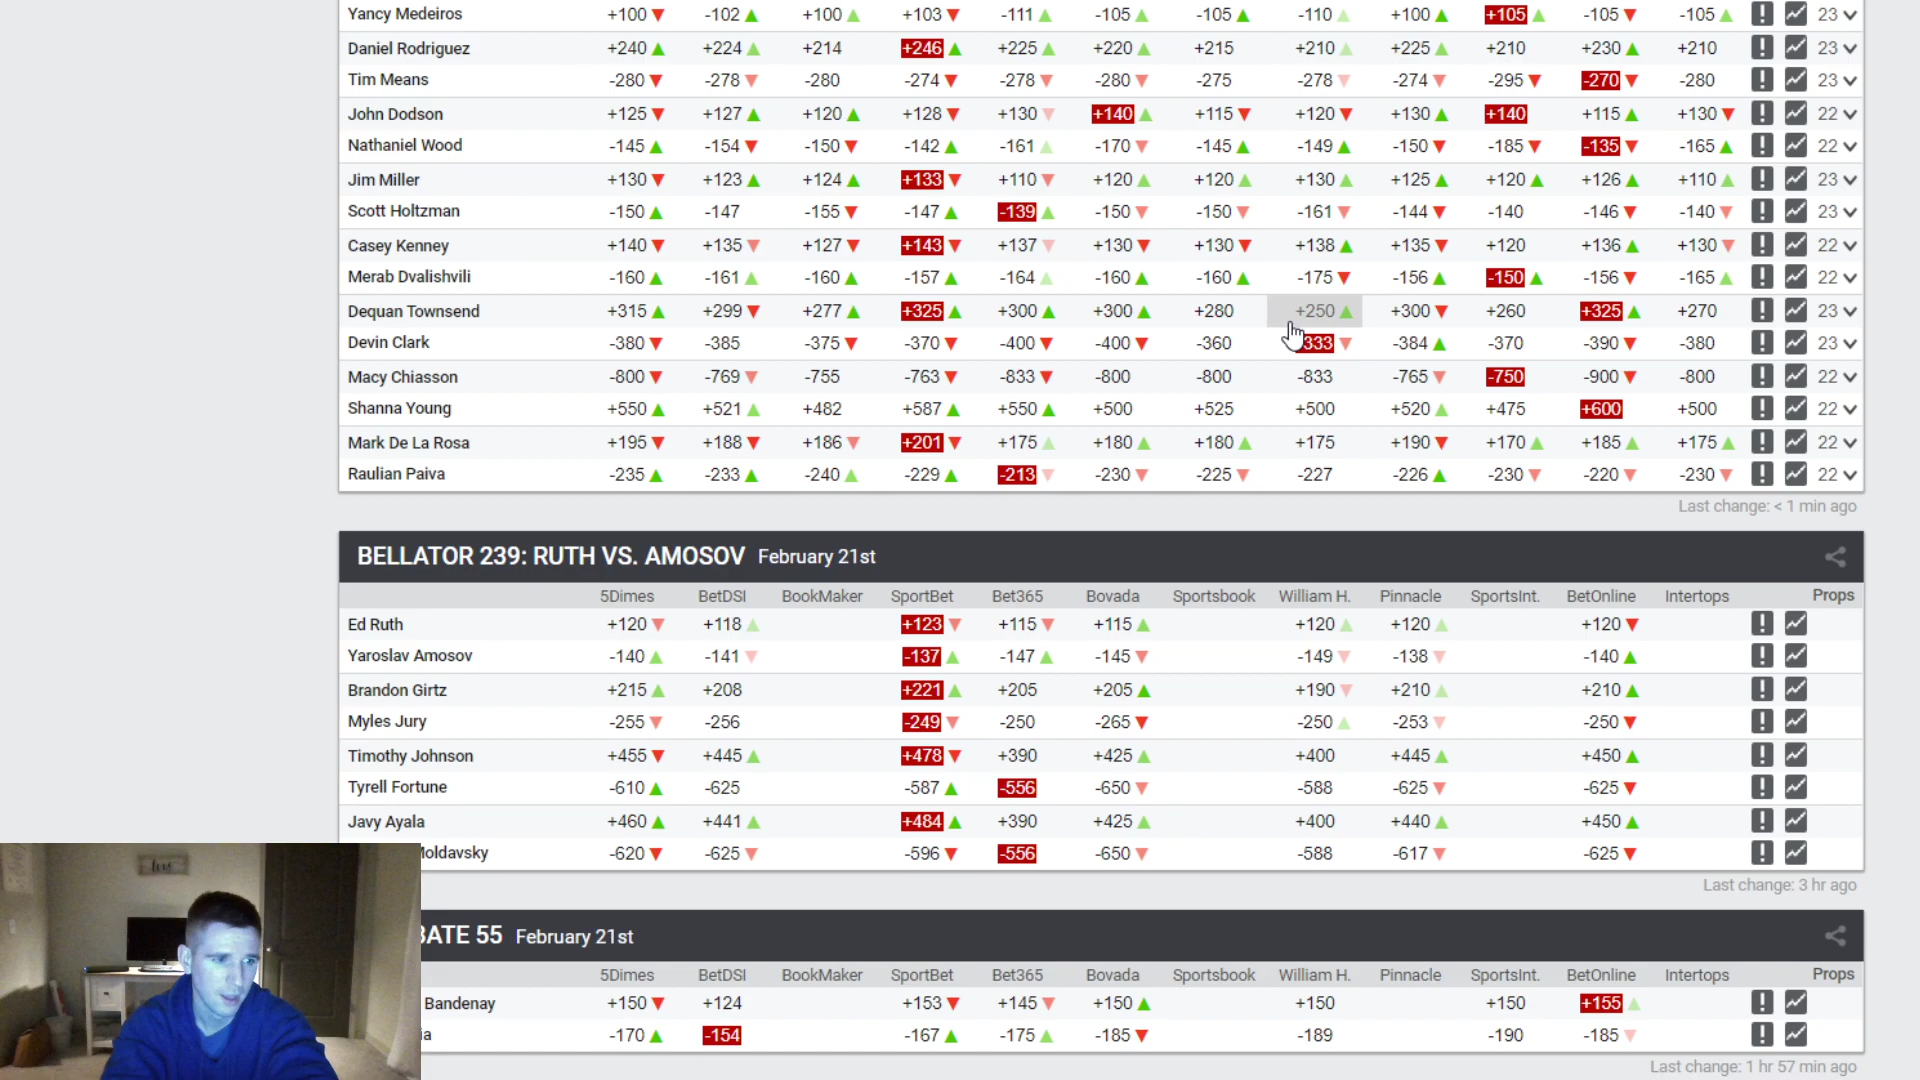 Yancy Medeiros +100 -102 +100 +103 -111 -105 -105 -110 +100 +105 -105 -105 23
Daniel Rodriguez +240 +224 +214 +246 +225 +220 +215 +210 +225 +210 +230 +210 23
Tim Means -280 -278 -280 -274 -278 -280 -275 -278 -274 -295 -270 -280 23
John Dodson +125 +127 +120 +128 +130 +140 +115 +120 +130 +140 +115 +130 22
Nathaniel Wood -145 -154 -150 -142 -161 -170 -145 -149 -150 -185 -135 -165 22
Jim Miller +130 +123 +124 +133 +110 +120 +120 +130 +125 +120 +126 +110 23
Scott Holtzman -150 -147 -155 -147 -139 -150 -150 -161 -144 -140 -146 -140 23
Casey Kenney +140 +135 +127 +143 +137 +130 +130 +138 +135 +120 +136 +130 22
Merab Dvalishvili -160 -161 -160 -157 -164 -160 -160 -175 -156 -150 -156 -165 22
Dequan Townsend +315 +299 +277 +325 +300 +300 +280 +250 +300 +260 +325 +270 23
Devin Clark -380 -385 -375 -370 -400 -400 -360 333 -384 -370 -390 -380 23
Macy Chiasson -800 -769 -755 -763 -833 -800 -800 -833 -765 -750 -900 -800 22
Shanna Young +550 +521 +482 +587 +550 +500 +525 +500 +520 +475 +600 +500 22
Mark De La Rosa +195 +188 +186 +201 +175 +180 +180 +175 +190 +170 +185 +175 22
Raulian Paiva -235 -233 -240 -229 -213 -230 -225 -227 -226 -230 -220 -230 22
Last change: < 1 min ago
BELLATOR 239: RUTH VS. AMOSOV February 21st
5Dimes BetDSI BookMaker SportBet Bet365 Bovada Sportsbook William H. Pinnacle SportsInt. BetOnline Intertops Props
Ed Ruth +120 +118 +123 +115 +115 +120 +120 +120
Yaroslav Amosov -140 -141 -137 -147 -145 -149 -138 -140
Brandon Girtz +215 +208 +221 +205 +205 +190 +210 +210
Myles Jury -255 -256 -249 -250 -265 -250 -253 -250
Timothy Johnson +455 +445 +478 +390 +425 +400 +445 +450
Tyrell Fortune -610 -625 -587 -556 -650 -588 -625 -625
Javy Ayala +460 +441 +484 +390 +425 +400 +440 +450
Moldavsky -620 -625 -596 -556 -650 -588 -617 -625
Last change: 3 hr ago
BATE 55 February 21st
5Dimes BetDSI BookMaker SportBet Bet365 Bovada Sportsbook William H. Pinnacle SportsInt. BetOnline Intertops Props
Bandenay +150 +124 +153 +145 +150 +150 +150 +155
ia -170 -154 -167 -175 -185 -189 -190 -185
Last change: 1 hr 57 min ago